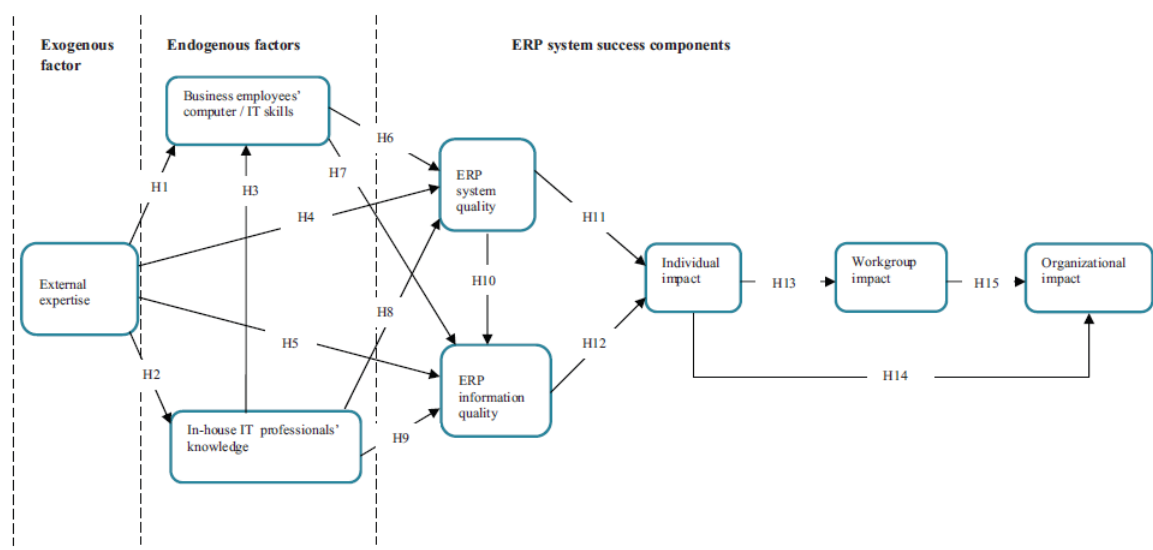 Exogenous
factor
Endogenous factors
ERP system success components
Business employees'
computer / IT skills
H6
H7
H1
H3
H4
ERP
system
quality
H11
External
expertise
H10
Individual
impact
H13
Workgroup
impact
H15
Organizational
impact
H8
H5
H12
H2
ERP
information
quality
H14
In-house IT professionals'
knowledge
H9